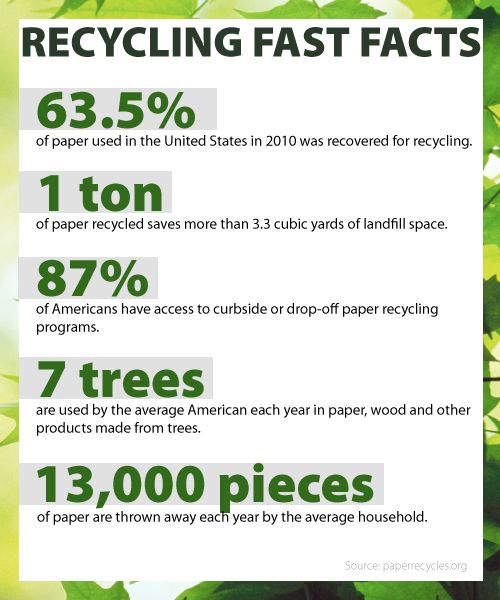 RECYCLING FAST FACTS
63.5%
of paper used in the United States in 2010 was recovered for recycling.
1 ton
of paper recycled saves more than 3.3 cubic yards of landfill space.
87%
of Americans have access to curbside or drop-off paper recycling
programs.
7 trees
are used by the average American each year in paper, wood and other
products made from trees.
13,000 pieces
of paper are thrown away each year by the average household.
Source: paperrecycles.org